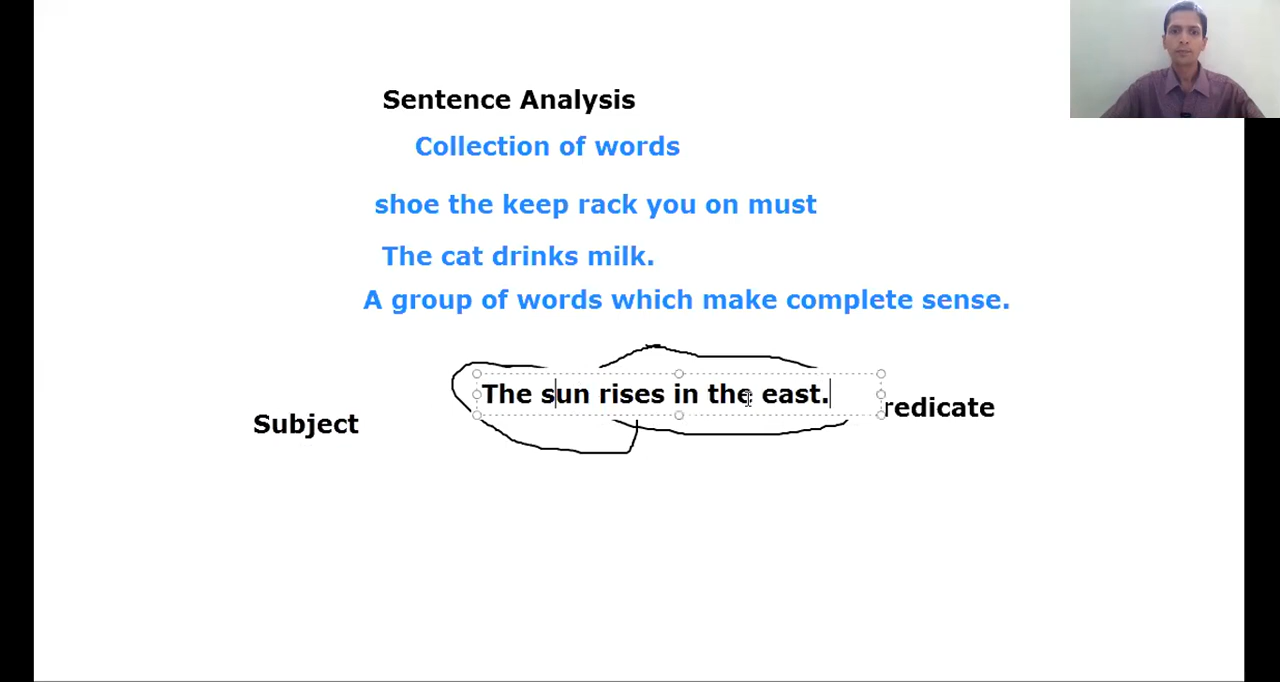 Sentence Analysis
Collection of words
shoe the keep rack you on must
The cat drinks milk.
A group of words which make complete sense.
The sun rises in the east.
Subject
redicate